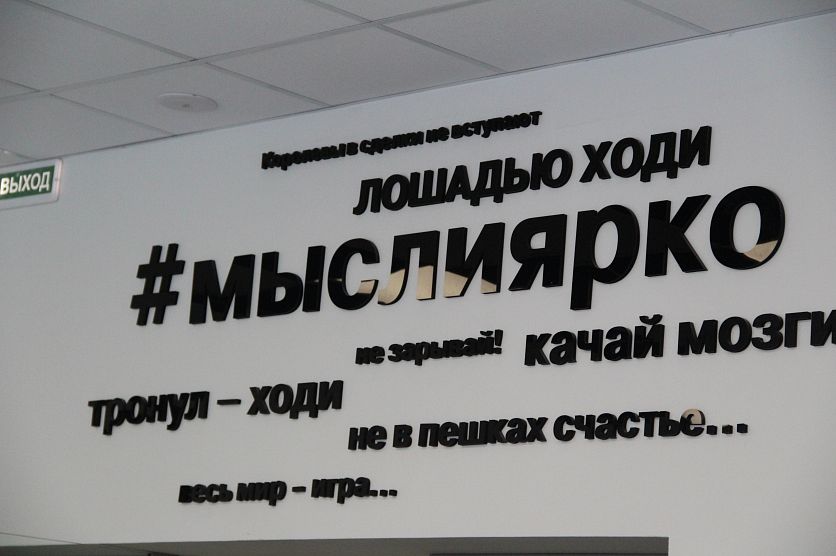 Королевы в сделки не вступают
ВЫХОД
ЛОШАДЬЮ ХОДИ
#мыслиярко
не зарывай!
качай мозги
тронул – ходи
не в пешках счастье...
весь мир – игра...